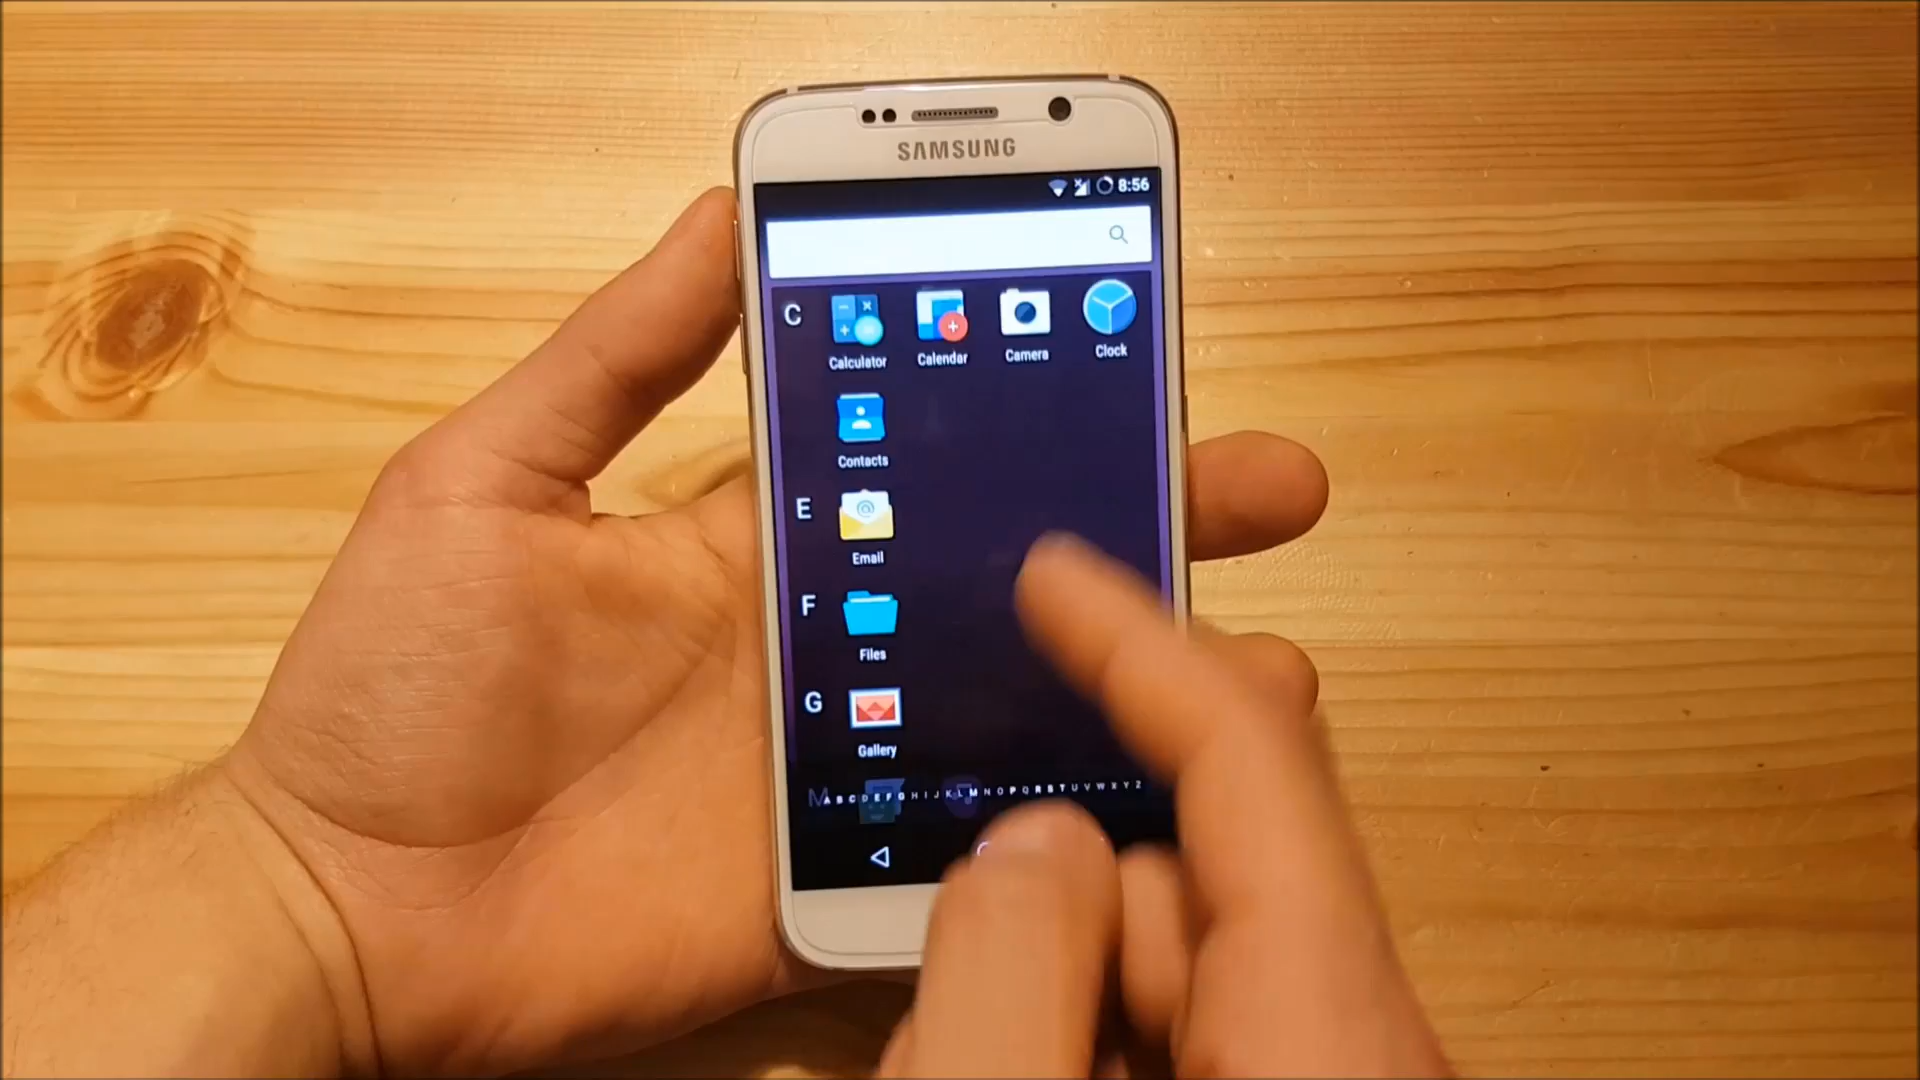 SAMSUNG
8:56
C
Calculator Calendar Camera Clock
Contacts
E
Email
F
Files
G
Gallery
M
A B C D E F G H I J K L M N O P Q R S T U V W X Y Z